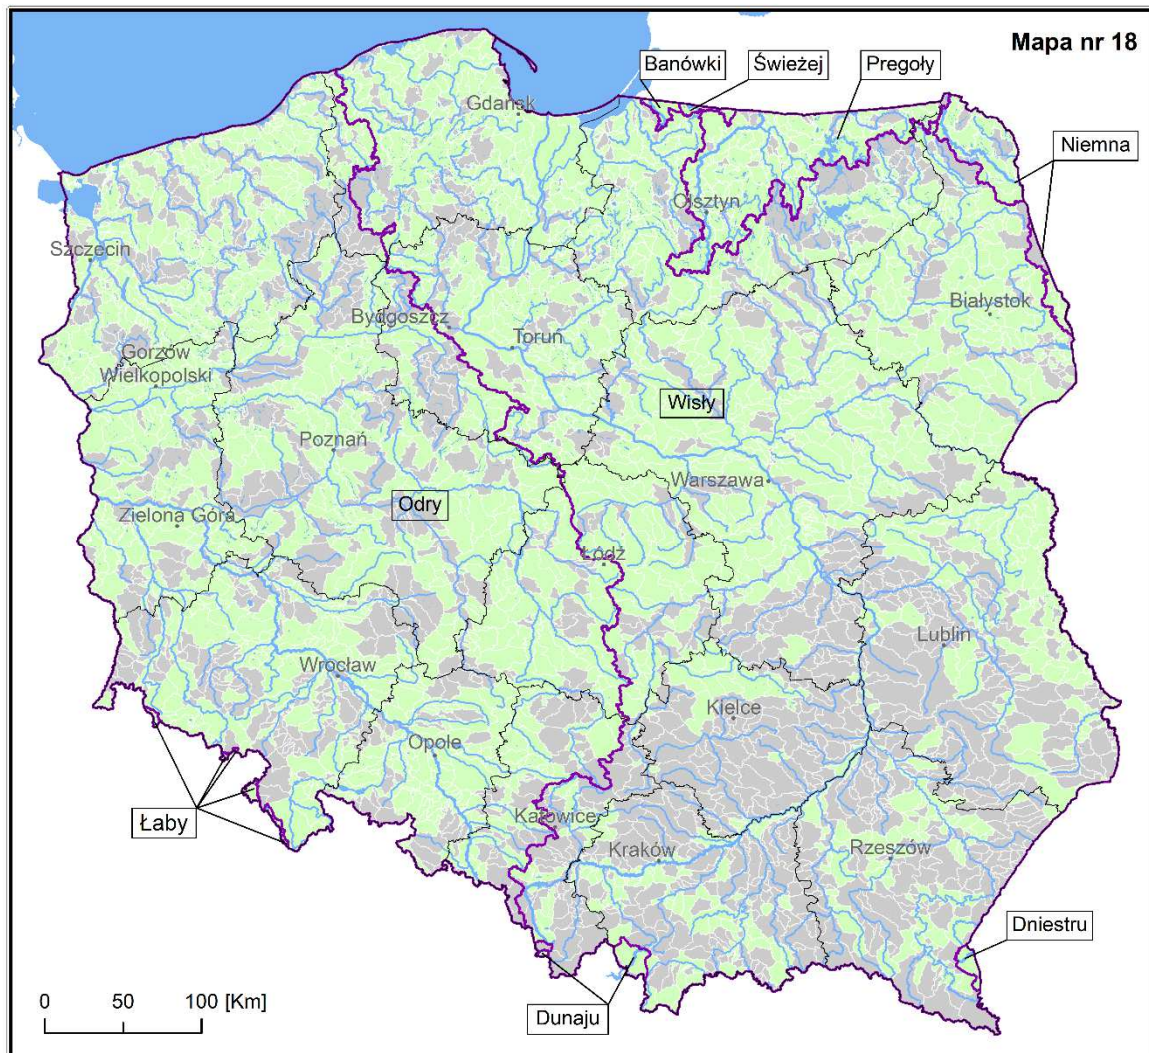 Mapa nr 18
Banówki
Świeżej
Pregoły
Gdańsk
Niemna
Olsztyn
Szczecin
Białystok
Bydgoszcz
Toruń
Gorzów
Wielkopolski
Wisły
Poznań
Warszawa
Odry
Zielona Góra
Łódź
Lublin
Wrocław
Kielce
Opole
Łaby
Katowice
Kraków
Rzeszów
Dniestru
0 50 100 [Km]
Dunaju